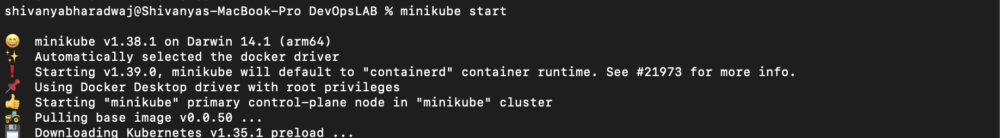 shivanyabharadwaj@Shivanyas-MacBook-Pro DevOpsLAB % minikube start
😄 minikube v1.38.1 on Darwin 14.1 (arm64)
✨ Automatically selected the docker driver
❗ Starting v1.39.0, minikube will default to "containerd" container runtime. See #21973 for more info.
📌 Using Docker Desktop driver with root privileges
👍 Starting "minikube" primary control-plane node in "minikube" cluster
🚜 Pulling base image v0.0.50 ...
💾 Downloading Kubernetes v1.35.1 preload ...